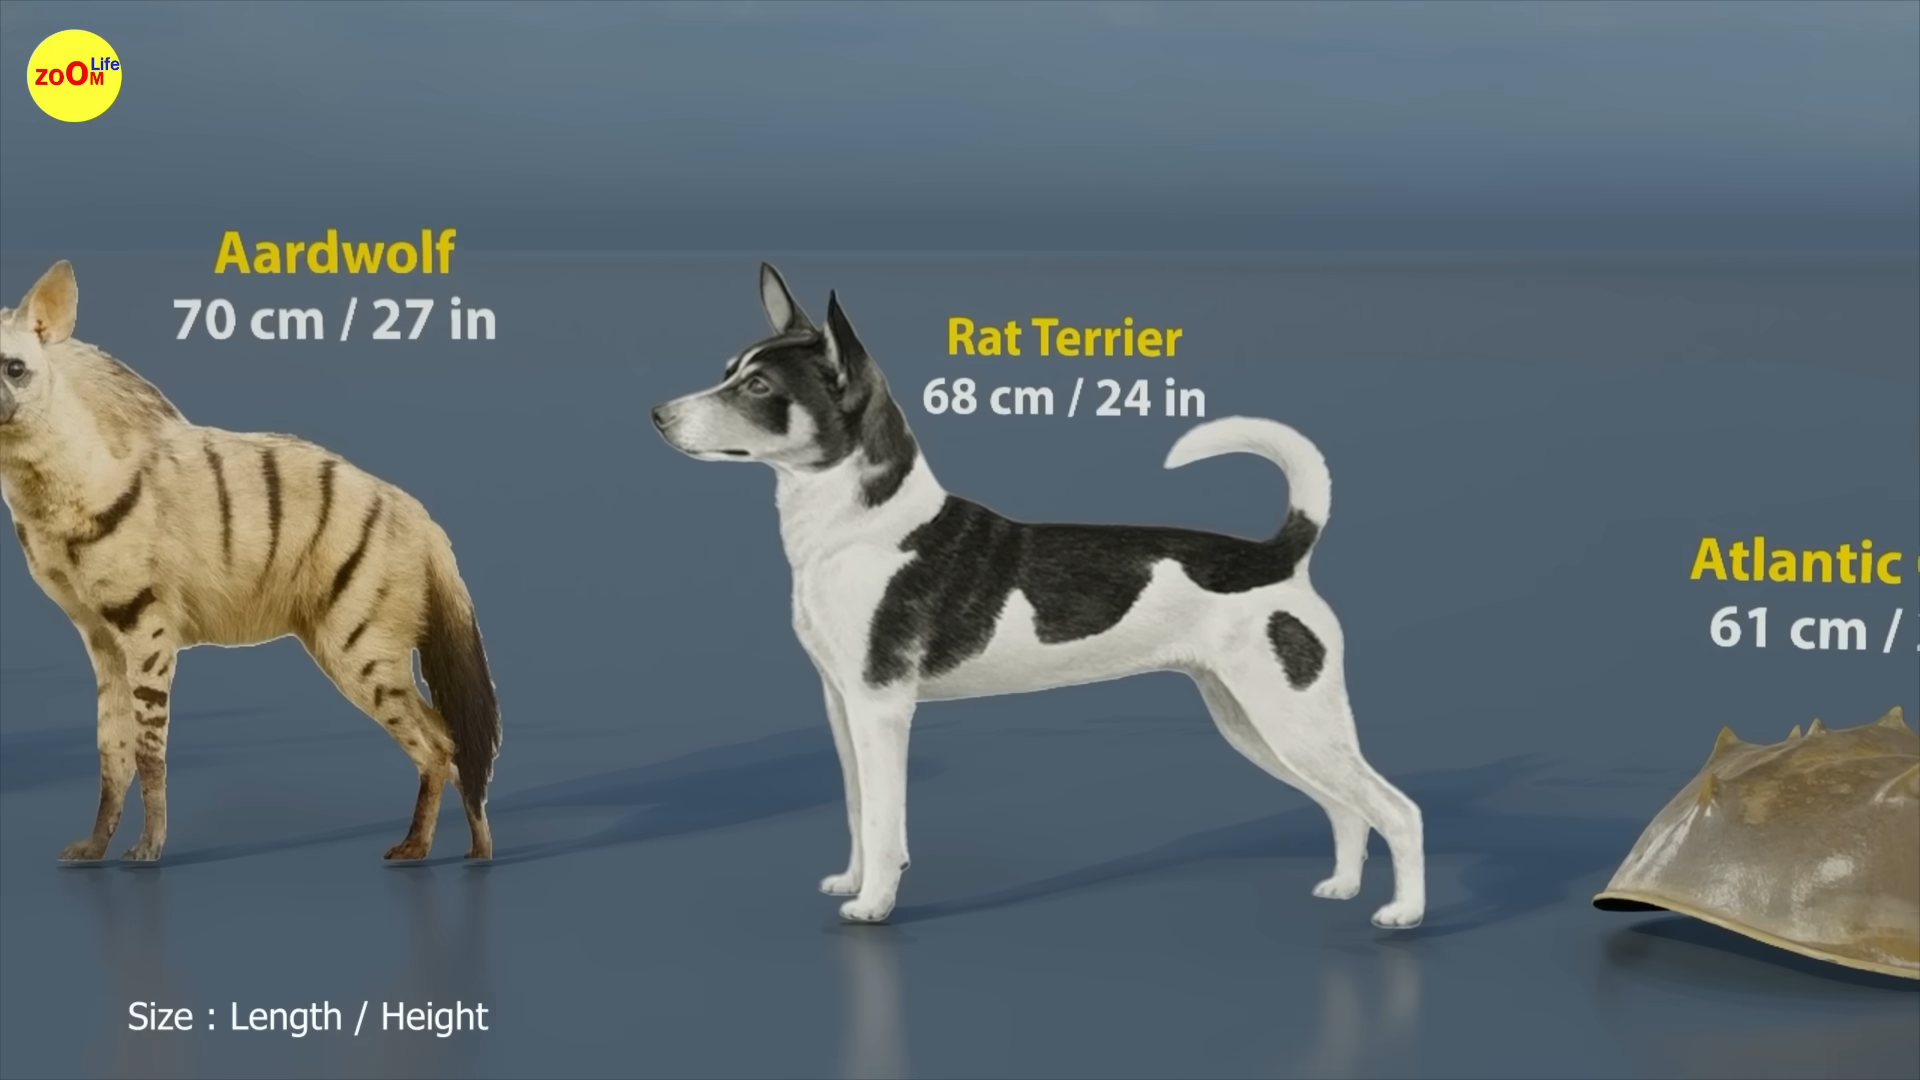 zoOM Life
Aardwolf
70 cm / 27 in
Rat Terrier
68 cm / 24 in
Atlantic
61 cm /
Size : Length / Height